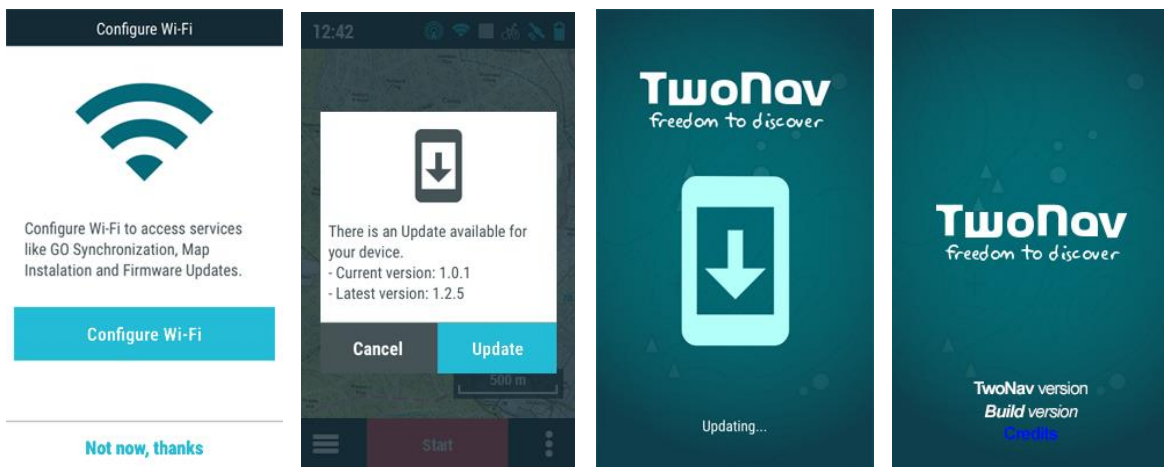 Configure Wi-Fi
Configure Wi-Fi to access services
like GO Synchronization, Map
Instalation and Firmware Updates.
Configure Wi-Fi
Not now, thanks
12:42
There is an Update available for
your device.
- Current version: 1.0.1
- Latest version: 1.2.5
Cancel
Update
500 m
Start
TwoNav
freedom to discover
Updating...
TwoNav
freedom to discover
TwoNav version
Build version
Credits